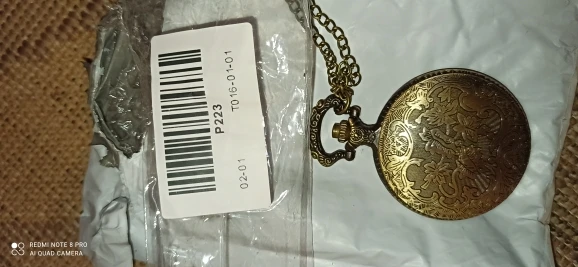 P223
02-01 T016-01-01
REDMI NOTE 8 PRO
AI QUAD CAMERA